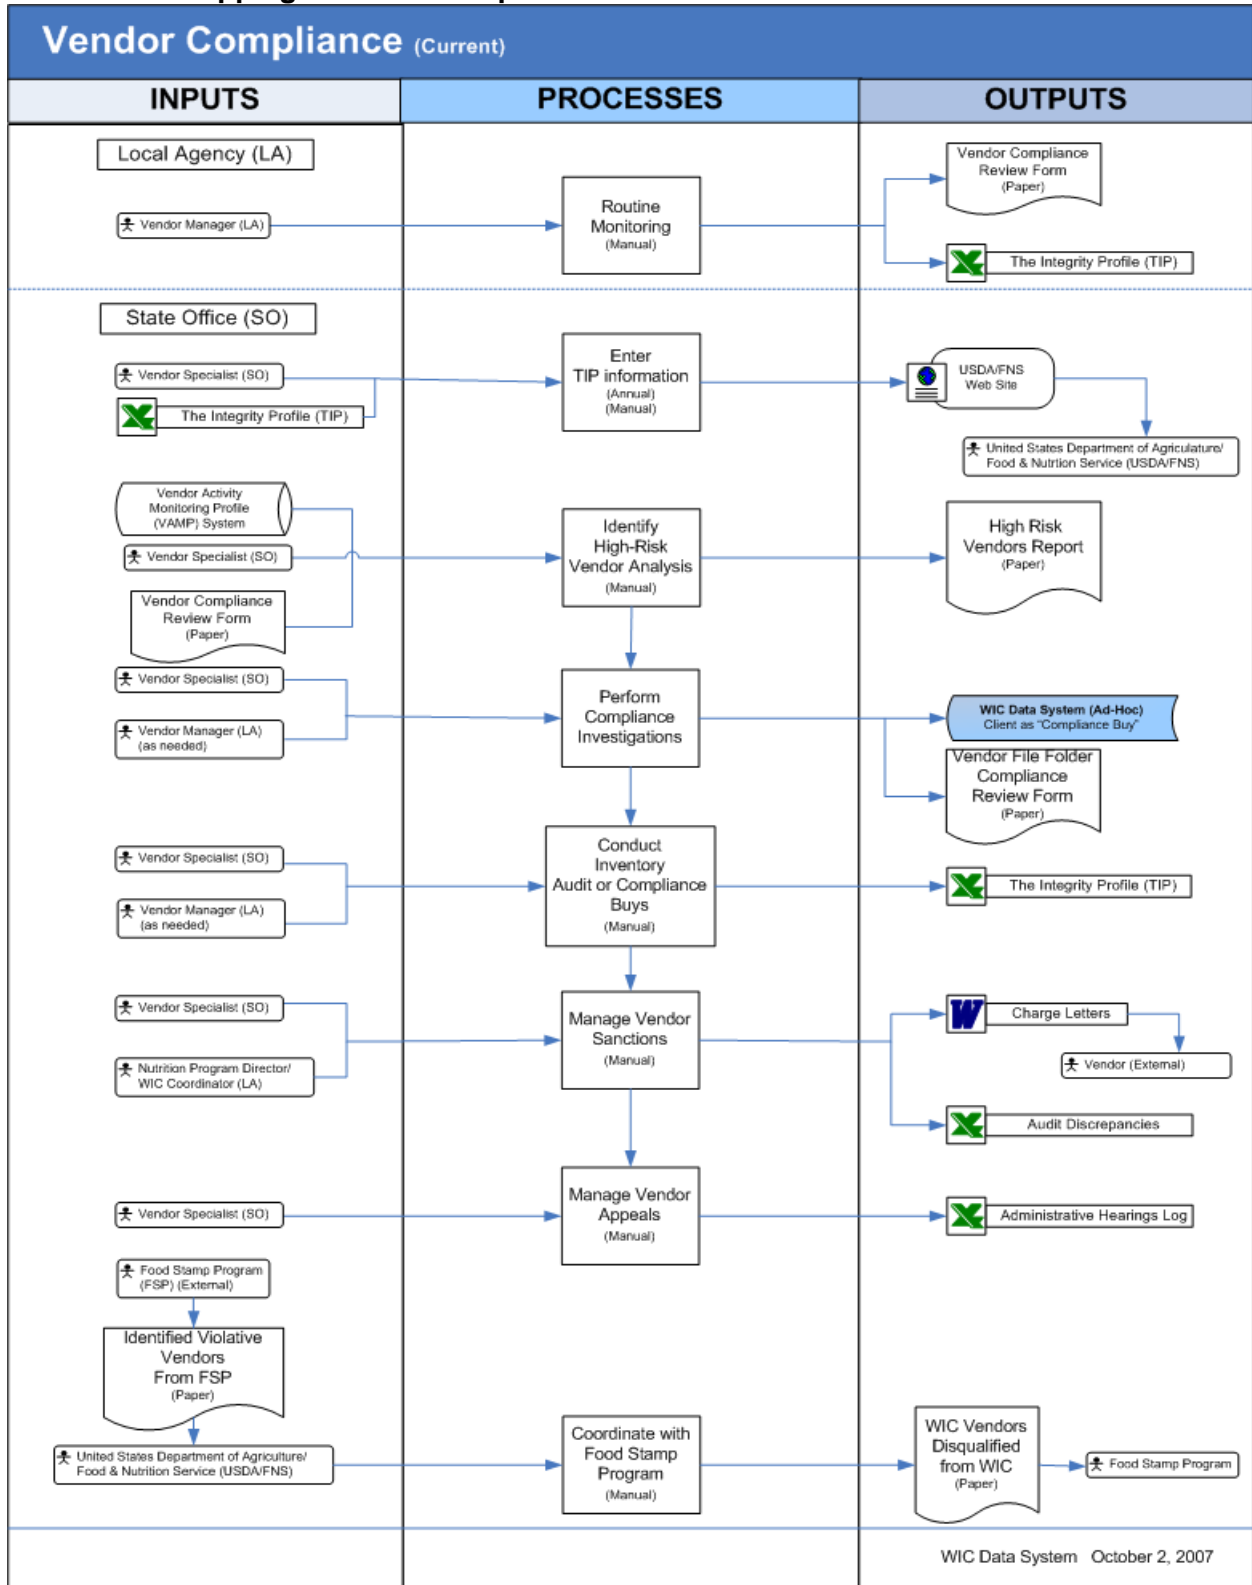 Vendor Compliance (Current)
INPUTS
PROCESSES
OUTPUTS
Local Agency (LA)
Vendor Manager (LA)
Routine
Monitoring
(Manual)
Vendor Compliance
Review Form
(Paper)
The Integrity Profile (TIP)
State Office (SO)
Vendor Specialist (SO)
The Integrity Profile (TIP)
Enter
TIP information
(Annual)
(Manual)
USDA/FNS
Web Site
United States Department of Agriculature/
Food & Nutrtion Service (USDA/FNS)
Vendor Activity
Monitoring Profile
(VAMP) System
Vendor Specialist (SO)
Vendor Compliance
Review Form
(Paper)
Identify
High-Risk
Vendor Analysis
(Manual)
High Risk
Vendors Report
(Paper)
Vendor Specialist (SO)
Vendor Manager (LA)
(as needed)
Perform
Compliance
Investigations
WIC Data System (Ad-Hoc)
Client as "Compliance Buy"
Vendor File Folder
Compliance
Review Form
(Paper)
Vendor Specialist (SO)
Vendor Manager (LA)
(as needed)
Conduct
Inventory
Audit or Compliance
Buys
(Manual)
The Integrity Profile (TIP)
Vendor Specialist (SO)
Nutrition Program Director/
WIC Coordinator (LA)
Manage Vendor
Sanctions
(Manual)
Charge Letters
Vendor (External)
Audit Discrepancies
Vendor Specialist (SO)
Manage Vendor
Appeals
(Manual)
Administrative Hearings Log
Food Stamp Program
(FSP) (External)
Identified Violative
Vendors
From FSP
(Paper)
United States Department of Agriculture/
Food & Nutrition Service (USDA/FNS)
Coordinate with
Food Stamp
Program
(Manual)
WIC Vendors
Disqualified
from WIC
(Paper)
Food Stamp Program
WIC Data System October 2, 2007